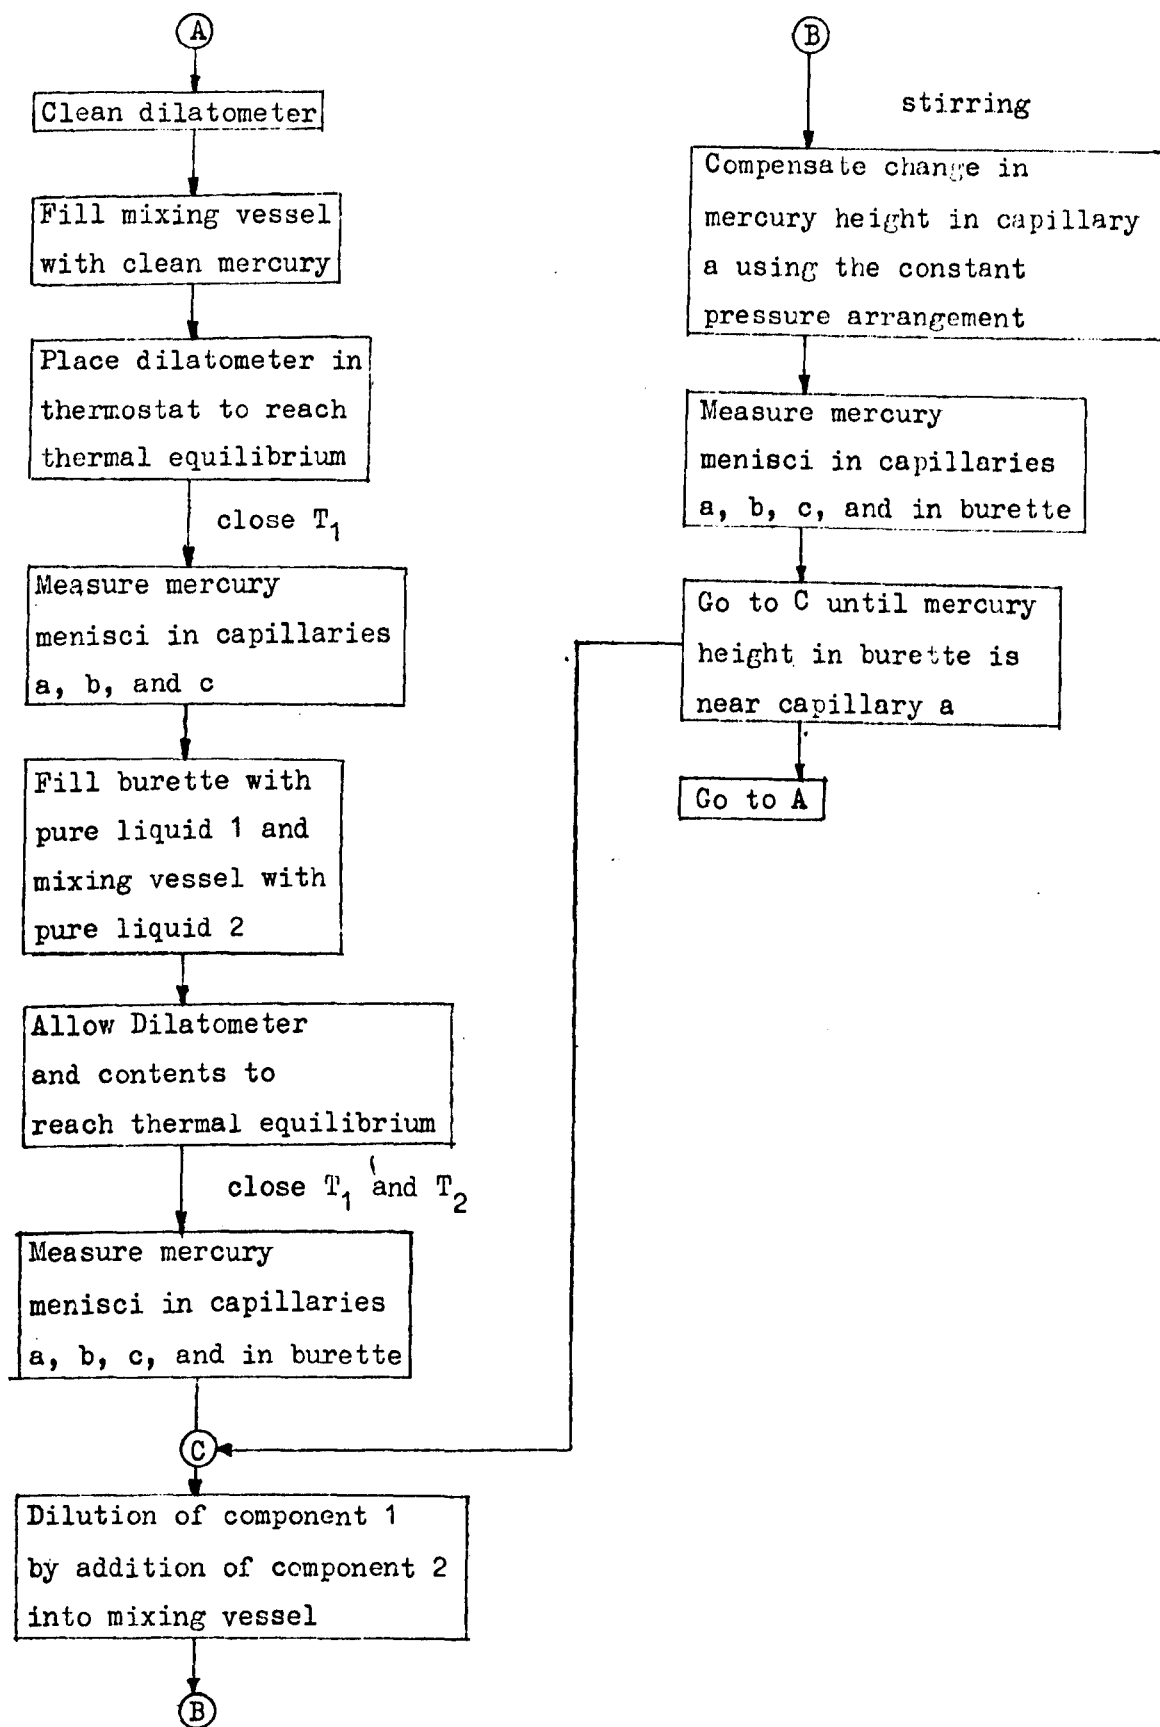 A
Clean dilatometer
Fill mixing vessel
with clean mercury
Place dilatometer in
thermostat to reach
thermal equilibrium
close T₁
Measure mercury
menisci in capillaries
a, b, and c
Fill burette with
pure liquid 1 and
mixing vessel with
pure liquid 2
Allow Dilatometer
and contents to
reach thermal equilibrium
close T₁ and T₂
Measure mercury
menisci in capillaries
a, b, c, and in burette
C
Dilution of component 1
by addition of component 2
into mixing vessel
B
B
stirring
Compensate change in
mercury height in capillary
a using the constant
pressure arrangement
Measure mercury
menisci in capillaries
a, b, c, and in burette
Go to C until mercury
height in burette is
near capillary a
Go to A